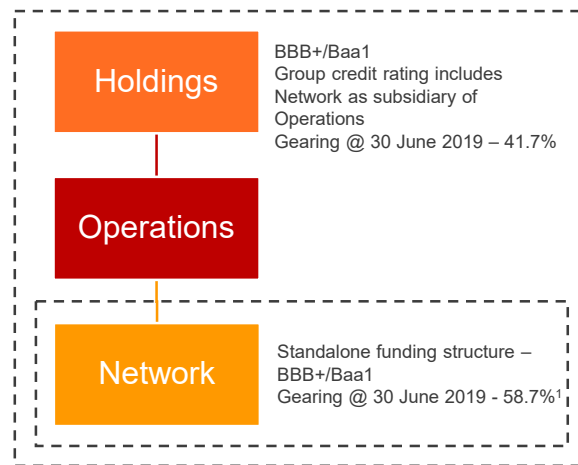 Holdings
BBB+/Baa1
Group credit rating includes
Network as subsidiary of
Operations
Gearing @ 30 June 2019 – 41.7%
Operations
Network
Standalone funding structure –
BBB+/Baa1
Gearing @ 30 June 2019 - 58.7%¹